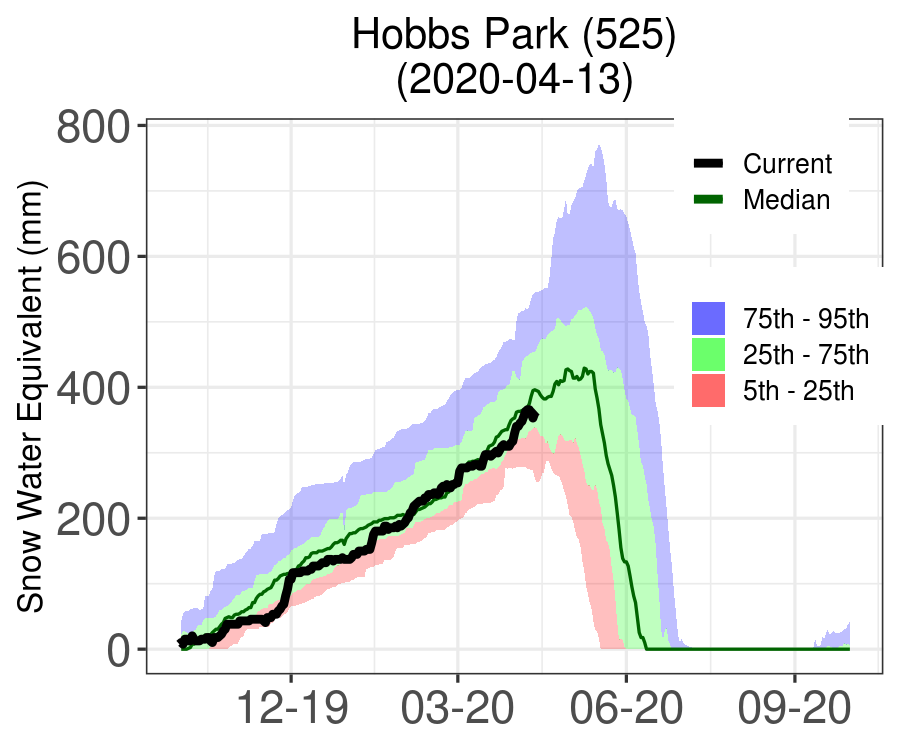 Hobbs Park (525)
(2020-04-13)
Snow Water Equivalent (mm)
800
600
400
200
0
12-19
03-20
06-20
09-20
Current
Median
75th - 95th
25th - 75th
5th - 25th